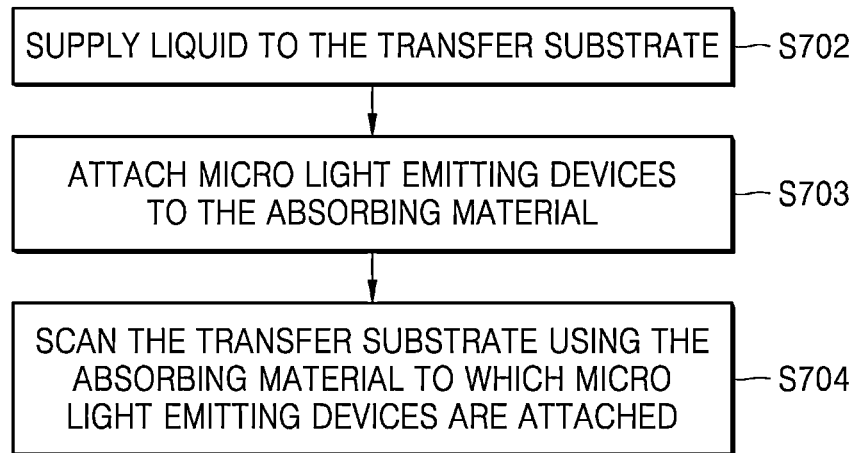 SUPPLY LIQUID TO THE TRANSFER SUBSTRATE
S702
ATTACH MICRO LIGHT EMITTING DEVICES
TO THE ABSORBING MATERIAL
S703
SCAN THE TRANSFER SUBSTRATE USING THE
ABSORBING MATERIAL TO WHICH MICRO
LIGHT EMITTING DEVICES ARE ATTACHED
S704